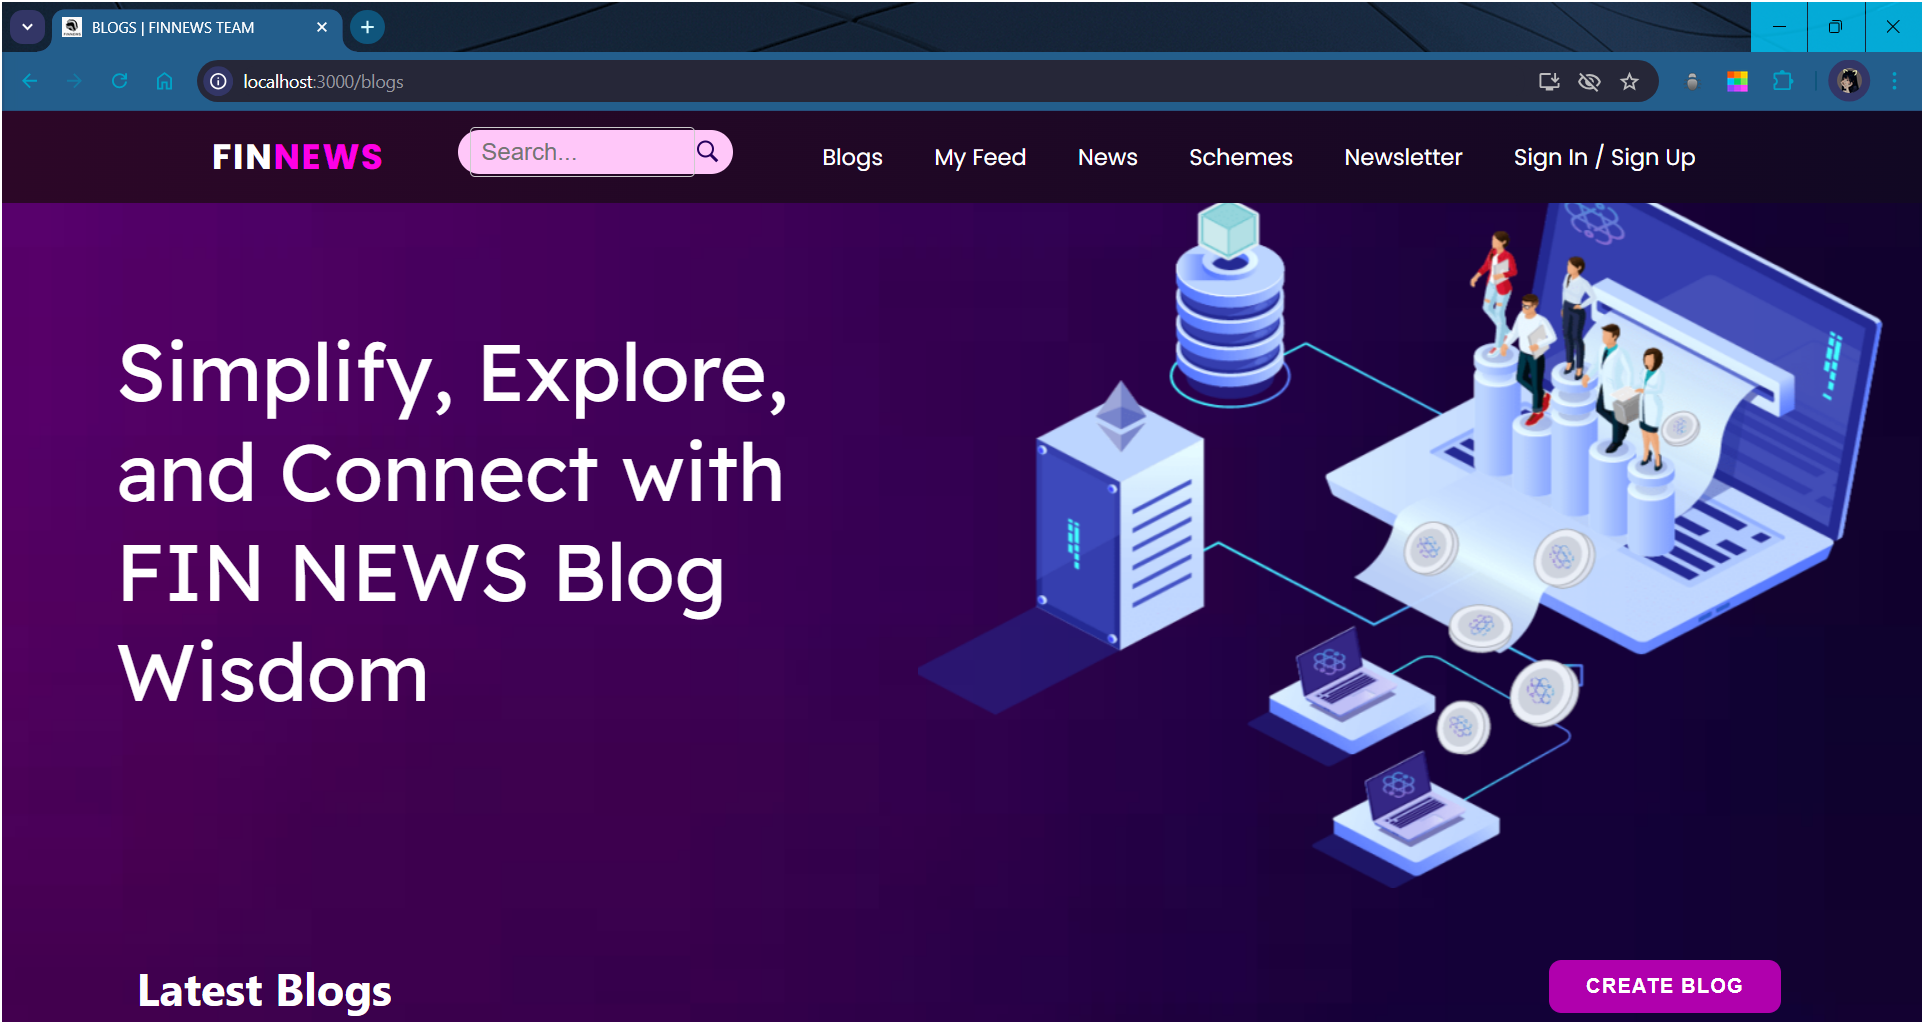 BLOGS | FINNEWS TEAM
localhost:3000/blogs
FINNEWS
Search...
Blogs
My Feed
News
Schemes
Newsletter
Sign In / Sign Up
Simplify, Explore,
and Connect with
FIN NEWS Blog
Wisdom
Latest Blogs
CREATE BLOG